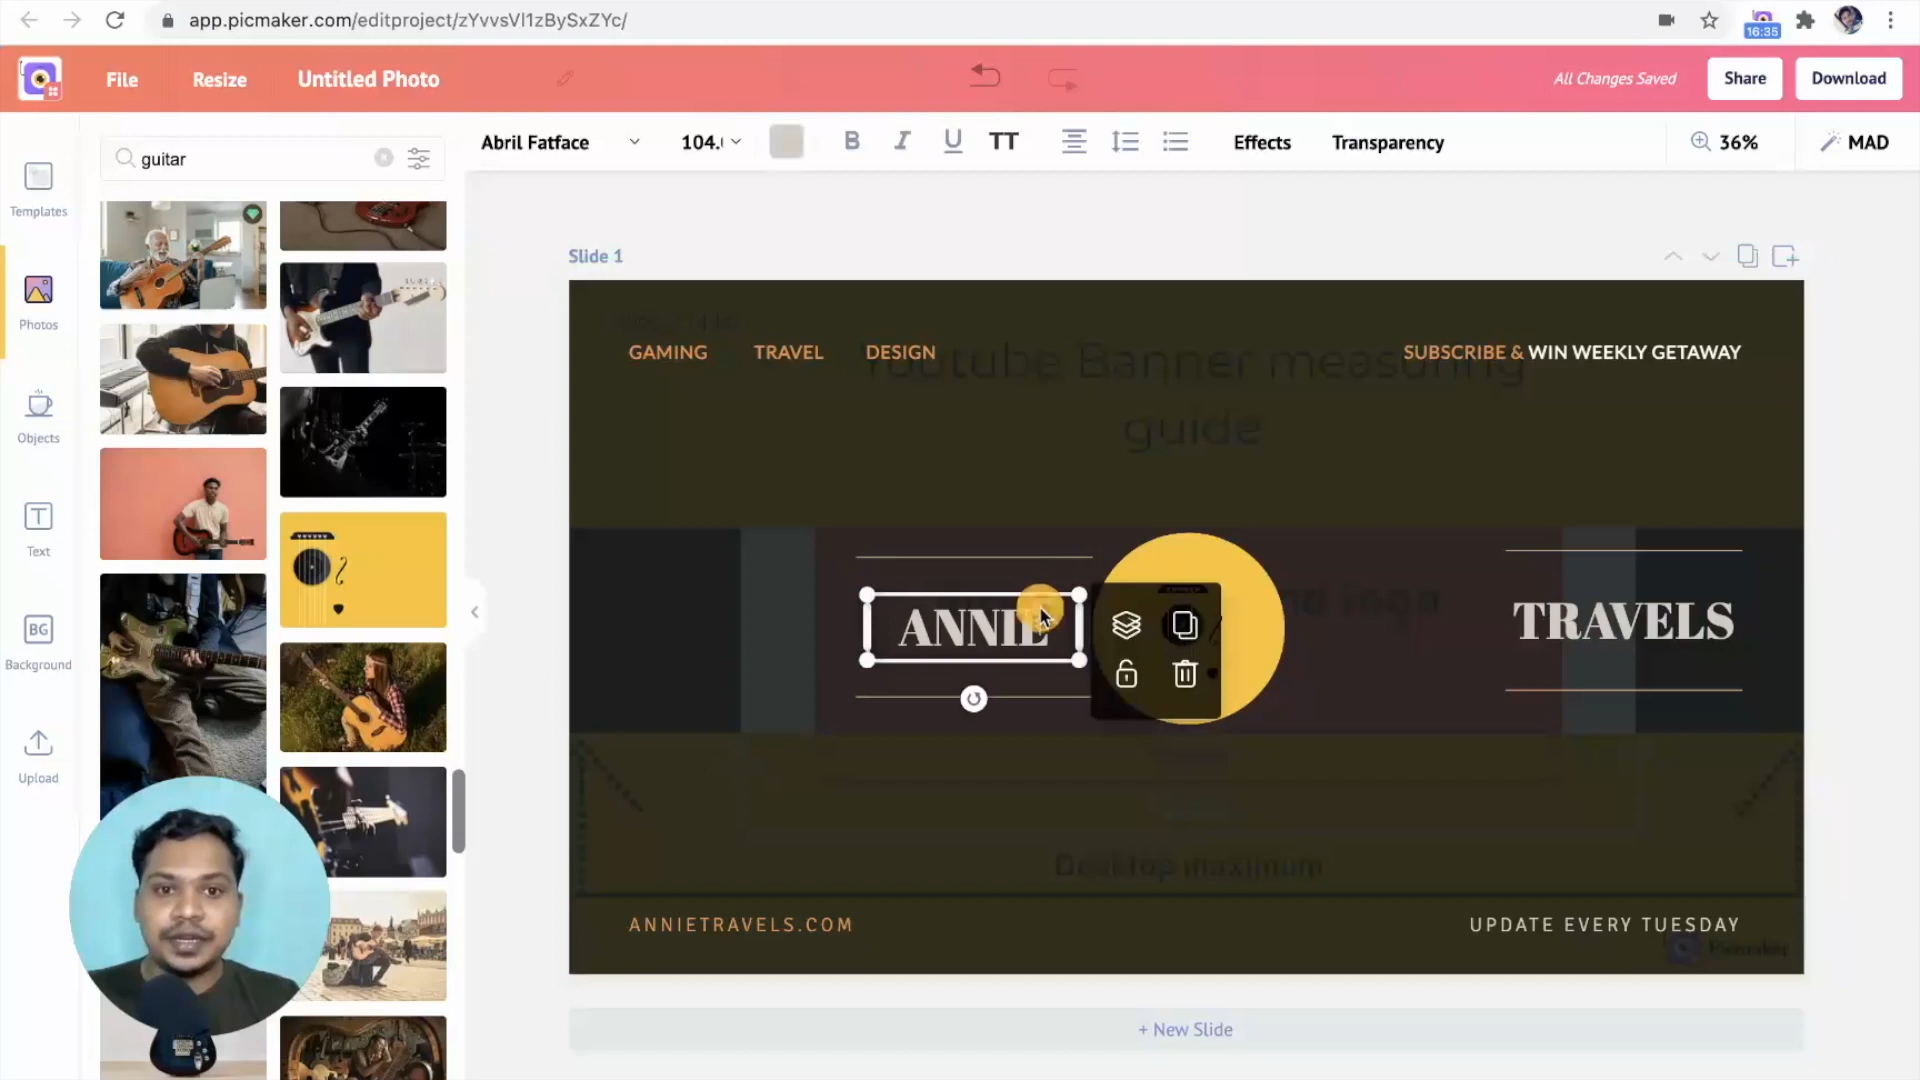 app.picmaker.com/editproject/zYvvsVl1zBySxZYc/
16:35
File
Resize
Untitled Photo
All Changes Saved
Share
Download
guitar
Abril Fatface
104.
B
I
U
TT
Effects
Transparency
36%
MAD
Templates
Photos
Objects
Text
BG
Background
Upload
Slide 1
GAMING
TRAVEL
DESIGN
SUBSCRIBE & WIN WEEKLY GETAWAY
Youtube Banner measuring
guide
ANNIE
TRAVELS
Desktop maximum
ANNIETRAVELS.COM
UPDATE EVERY TUESDAY
Picmaker
+ New Slide